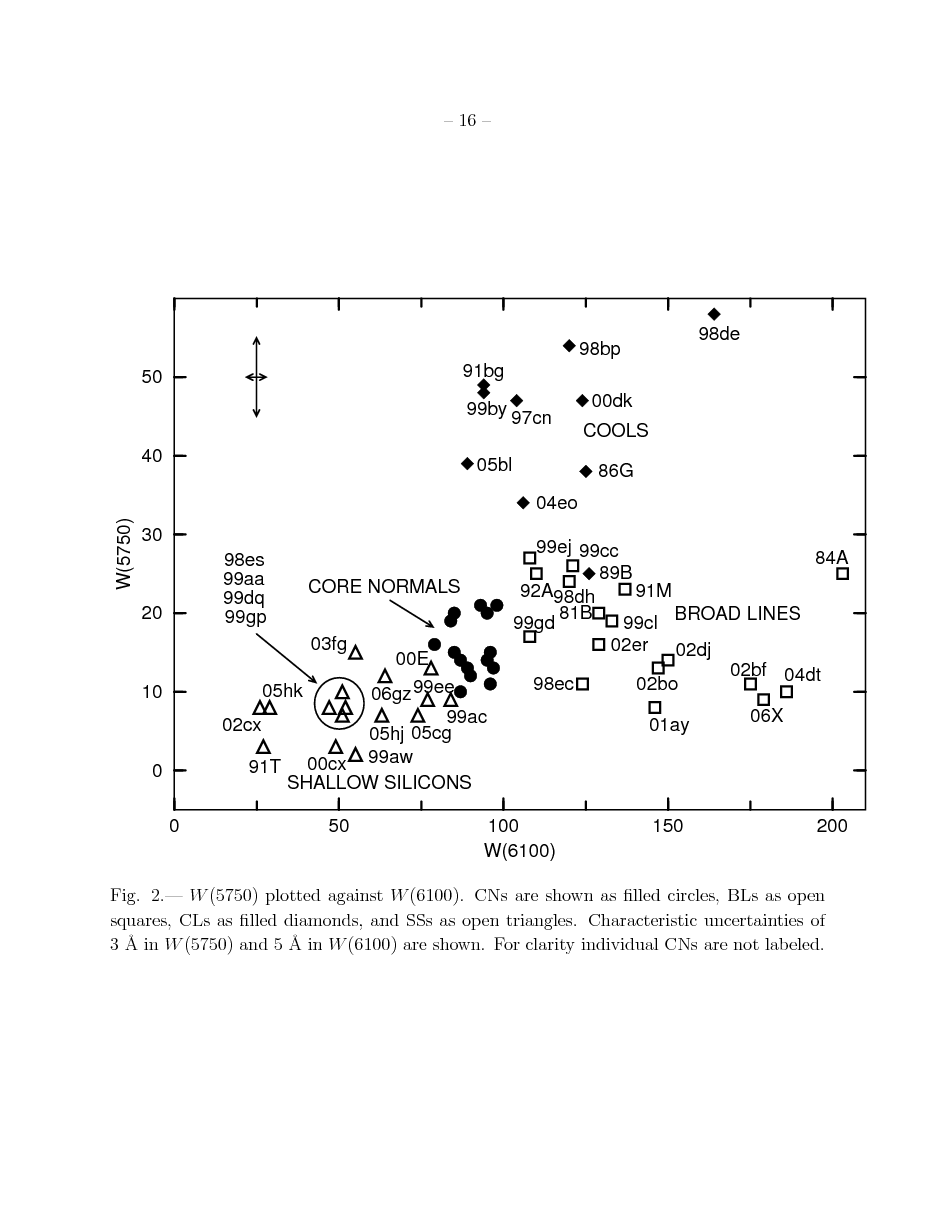 – 16 –
98de
98bp
91bg
99by
97cn
00dk
COOLS
05bl
86G
04eo
99ej
99cc
84A
98es
99aa
99dq
99gp
CORE NORMALS
92A
98dh
89B
91M
81B
BROAD LINES
99gd
99cl
03fg
00E
02er
02dj
05hk
06gz
99ee
98ec
02bo
02bf
04dt
02cx
99ac
01ay
06X
05hj
05cg
91T
00cx
99aw
SHALLOW SILICONS
50
40
30
20
10
0
W(5750)
0 50 100 150 200
W(6100)
Fig. 2.— W(5750) plotted against W(6100). CNs are shown as filled circles, BLs as open
squares, CLs as filled diamonds, and SSs as open triangles. Characteristic uncertainties of
3 Å in W(5750) and 5 Å in W(6100) are shown. For clarity individual CNs are not labeled.